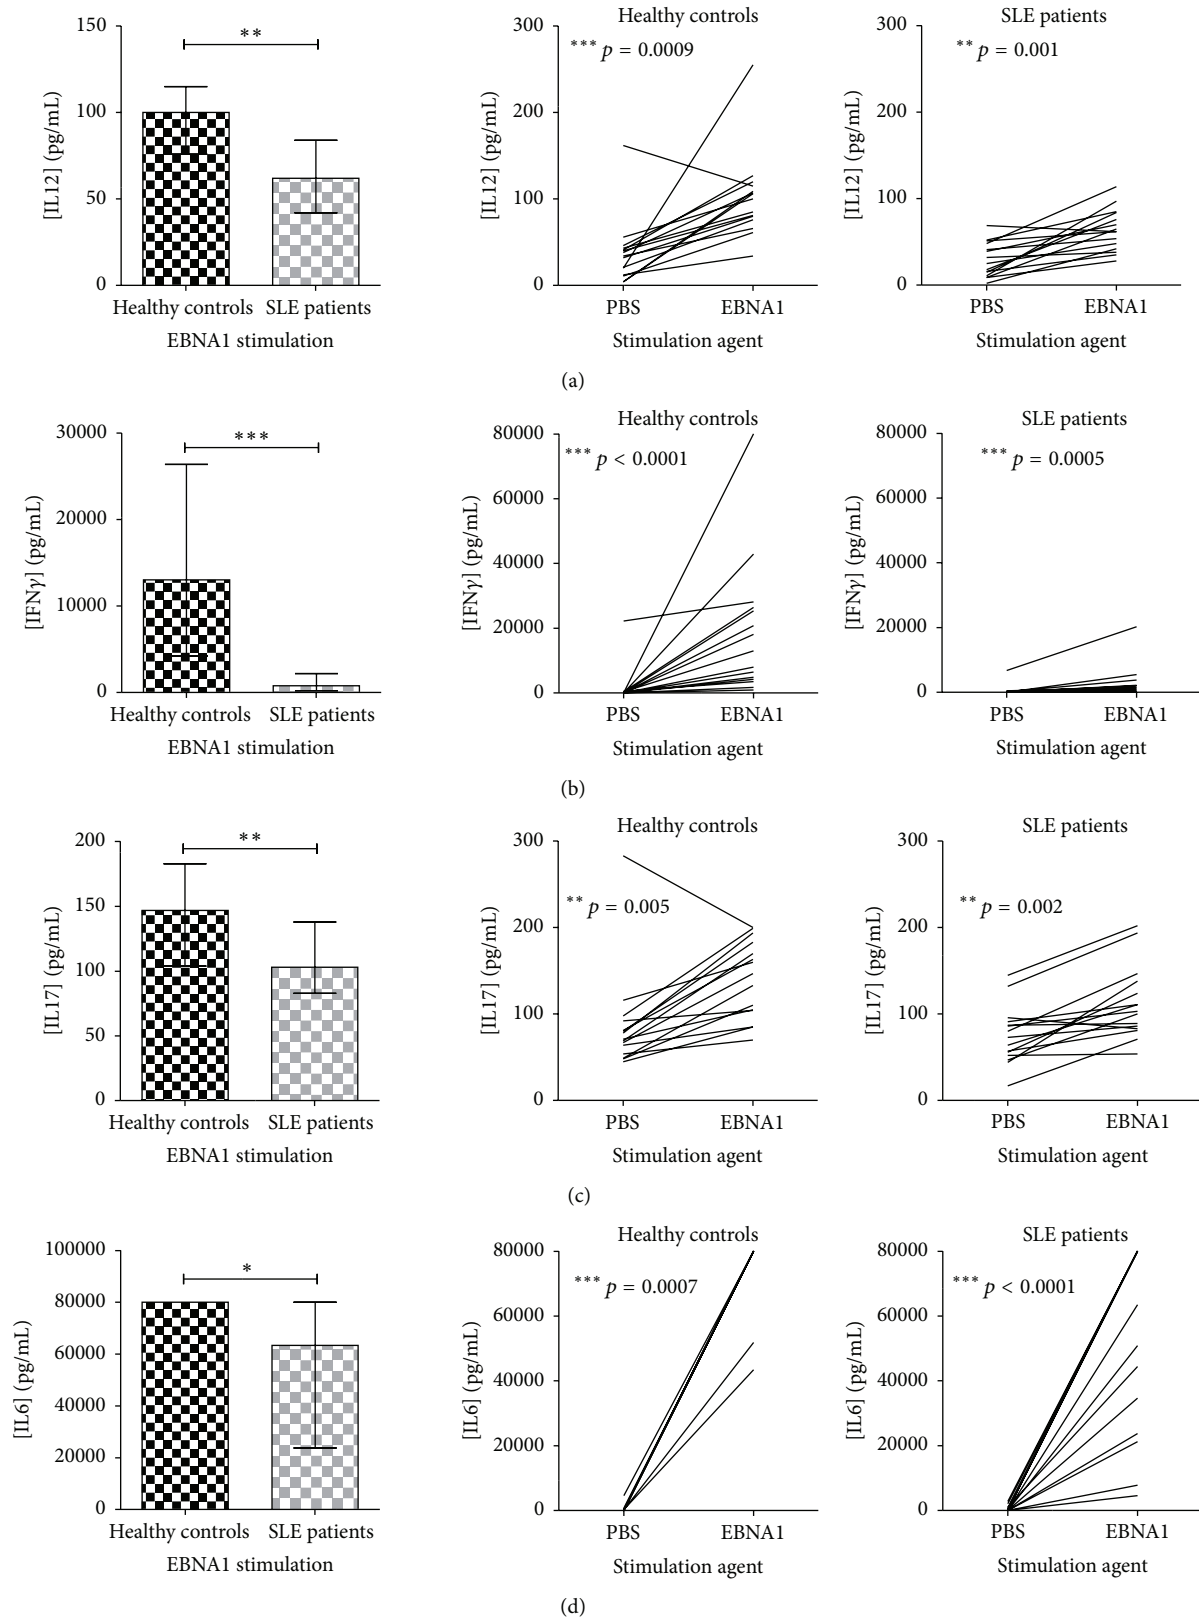 150
100
50
0
[IL12] (pg/mL)
**
Healthy controls SLE patients
EBNA1 stimulation
Healthy controls
*** p = 0.0009
300
200
100
0
[IL12] (pg/mL)
PBS EBNA1
Stimulation agent
SLE patients
** p = 0.001
300
200
100
0
[IL12] (pg/mL)
PBS EBNA1
Stimulation agent
(a)
30000
20000
10000
0
[IFNγ] (pg/mL)
***
Healthy controls SLE patients
EBNA1 stimulation
Healthy controls
*** p < 0.0001
80000
60000
40000
20000
0
[IFNγ] (pg/mL)
PBS EBNA1
Stimulation agent
SLE patients
*** p = 0.0005
80000
60000
40000
20000
0
[IFNγ] (pg/mL)
PBS EBNA1
Stimulation agent
(b)
200
150
100
50
0
[IL17] (pg/mL)
**
Healthy controls SLE patients
EBNA1 stimulation
Healthy controls
** p = 0.005
300
200
100
0
[IL17] (pg/mL)
PBS EBNA1
Stimulation agent
SLE patients
** p = 0.002
300
200
100
0
[IL17] (pg/mL)
PBS EBNA1
Stimulation agent
(c)
100000
80000
60000
40000
20000
0
[IL6] (pg/mL)
*
Healthy controls SLE patients
EBNA1 stimulation
Healthy controls
*** p = 0.0007
80000
60000
40000
20000
0
[IL6] (pg/mL)
PBS EBNA1
Stimulation agent
SLE patients
*** p < 0.0001
80000
60000
40000
20000
0
[IL6] (pg/mL)
PBS EBNA1
Stimulation agent
(d)